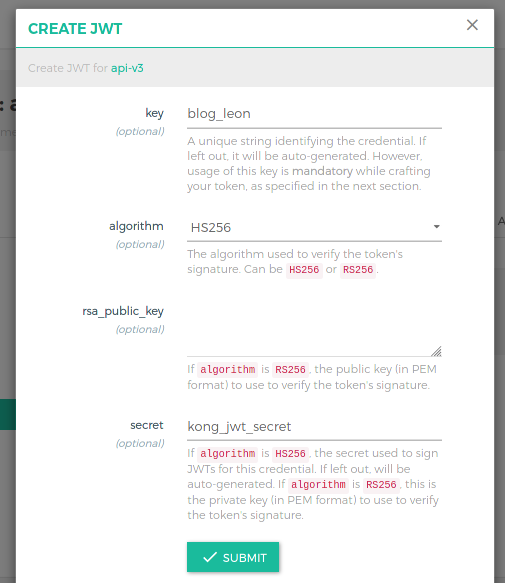 CREATE JWT
Create JWT for api-v3
key
(optional)
blog_leon
A unique string identifying the credential. If
left out, it will be auto-generated. However,
usage of this key is mandatory while crafting
your token, as specified in the next section.
algorithm
(optional)
HS256
The algorithm used to verify the token's
signature. Can be HS256 or RS256.
rsa_public_key
(optional)
If algorithm is RS256, the public key (in PEM
format) to use to verify the token's signature.
secret
(optional)
kong_jwt_secret
If algorithm is HS256, the secret used to sign
JWTs for this credential. If left out, will be
auto-generated. If algorithm is RS256, this is
the private key (in PEM format) to use to verify
the token's signature.
SUBMIT